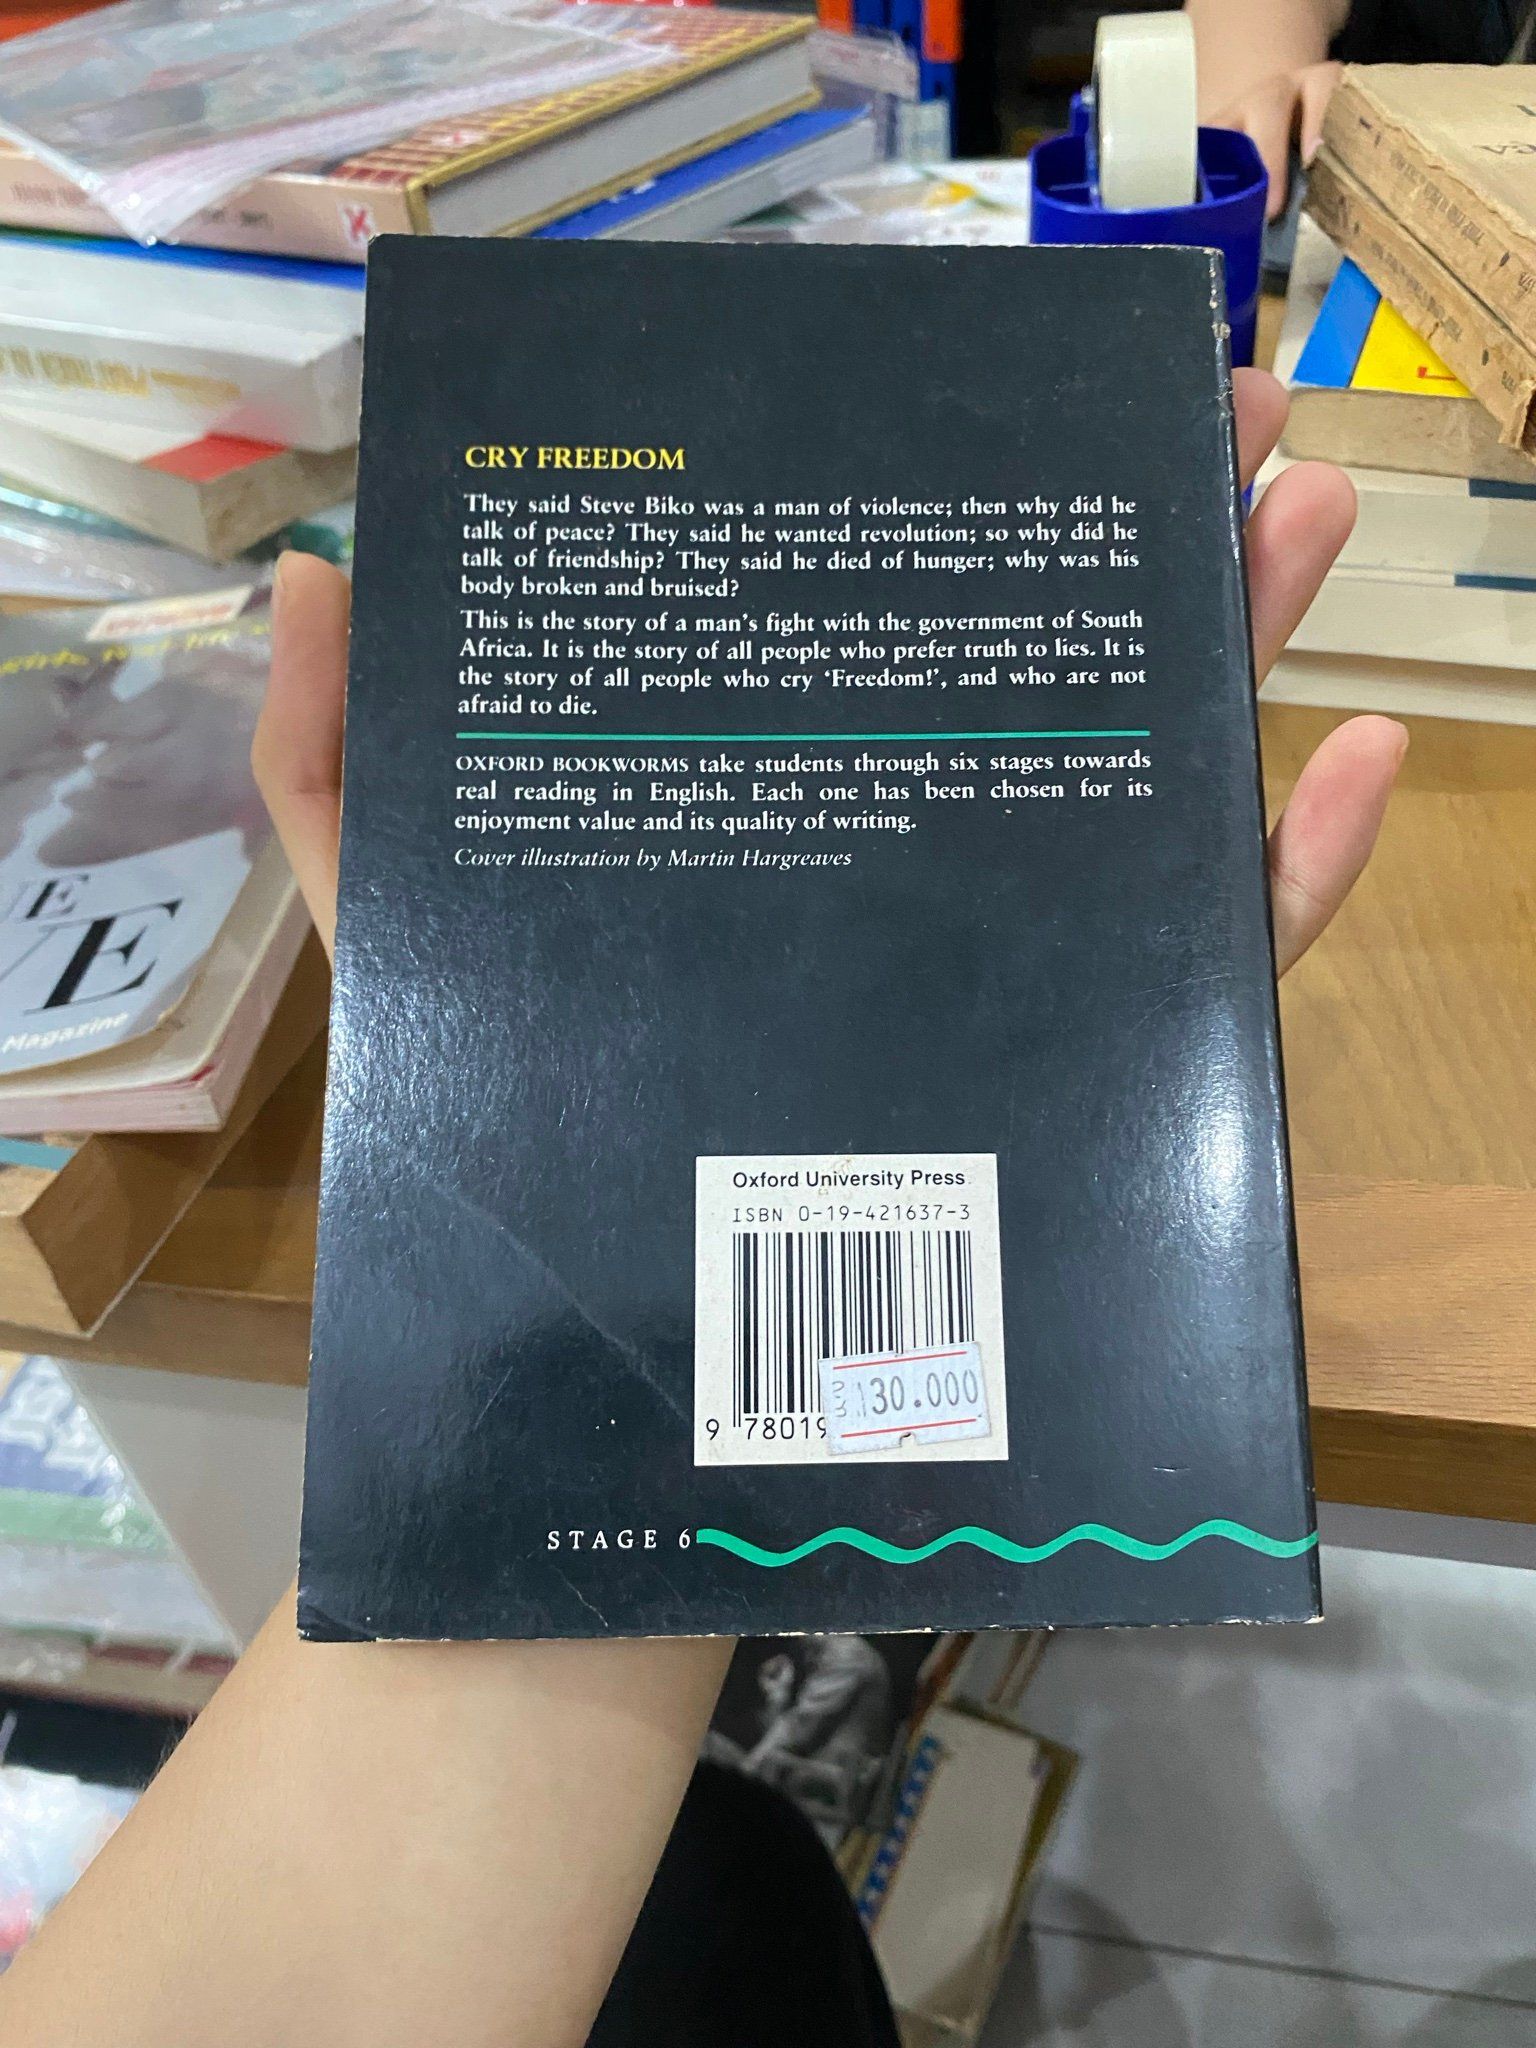 CRY FREEDOM
They said Steve Biko was a man of violence; then why did he
talk of peace? They said he wanted revolution; so why did he
talk of friendship? They said he died of hunger; why was his
body broken and bruised?
This is the story of a man's fight with the government of South
Africa. It is the story of all people who prefer truth to lies. It is
the story of all people who cry ‘Freedom!’, and who are not
afraid to die.
OXFORD BOOKWORMS take students through six stages towards
real reading in English. Each one has been chosen for its
enjoyment value and its quality of writing.
Cover illustration by Martin Hargreaves
Oxford University Press
ISBN 0-19-421637-3
30.000
9 78019
STAGE 6
Magazine